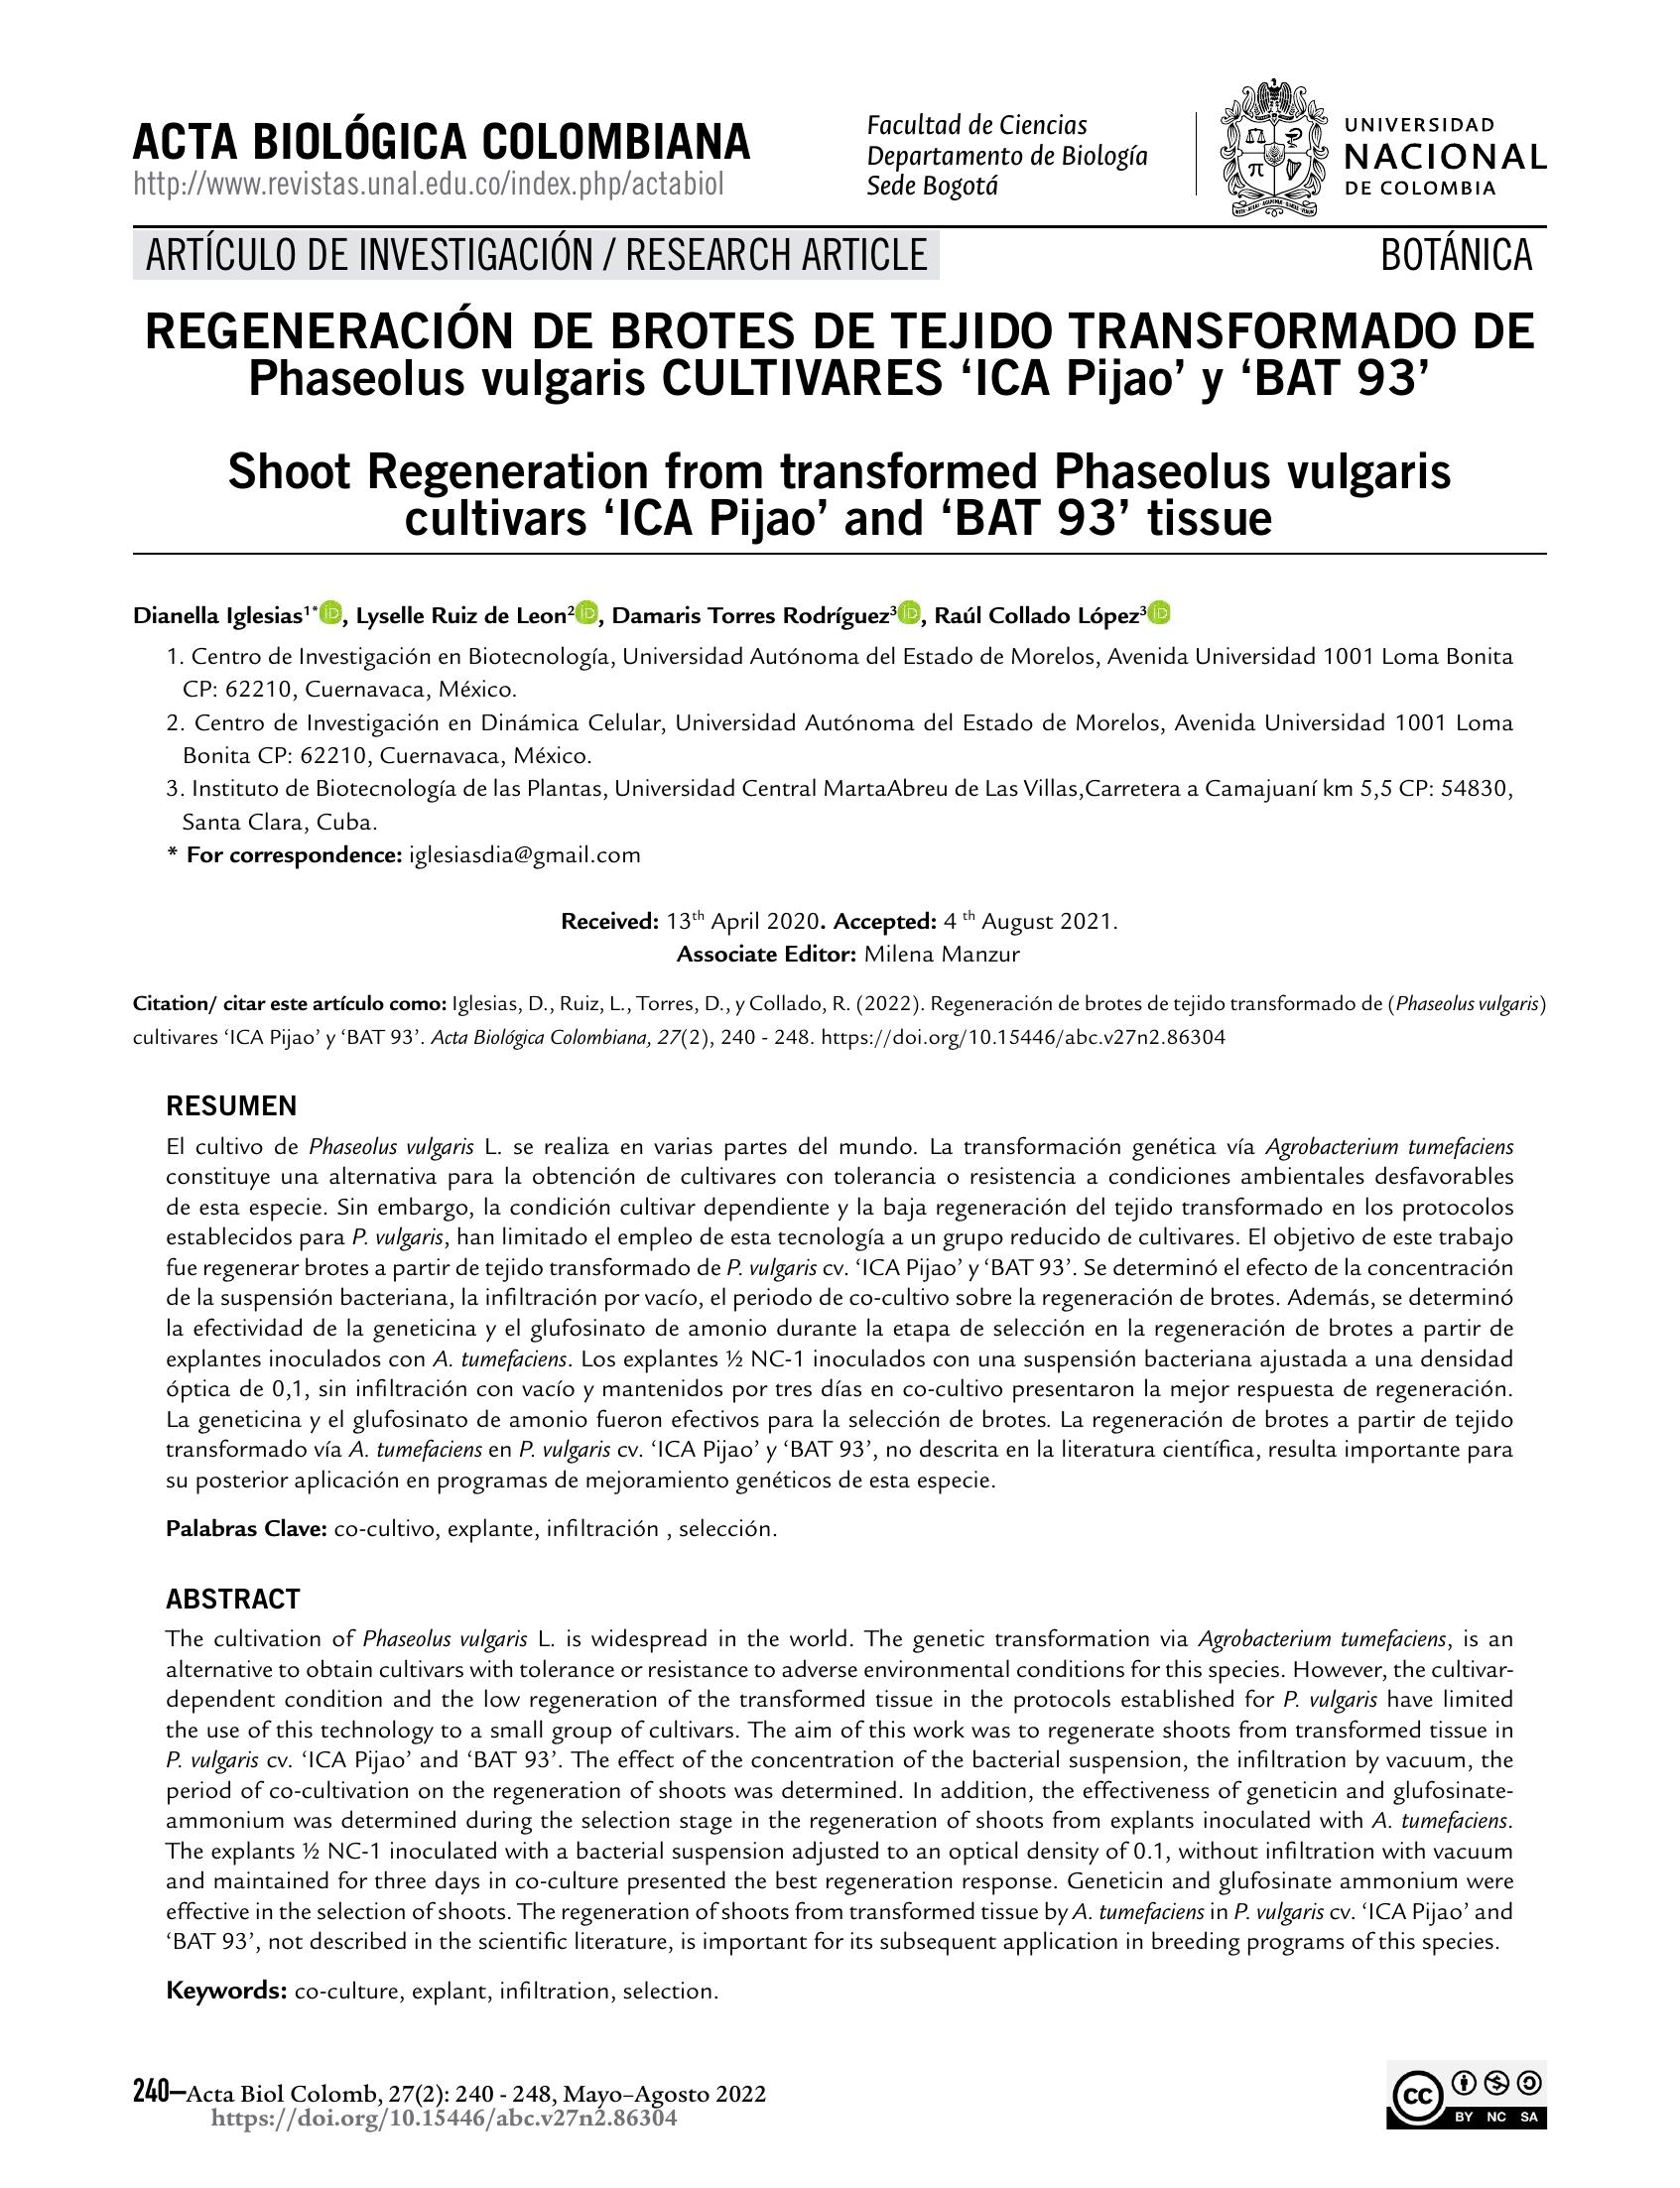 ACTA BIOLÓGICA COLOMBIANA
http://www.revistas.unal.edu.co/index.php/actabiol
Facultad de Ciencias
Departamento de Biología
Sede Bogotá
UNIVERSIDAD
NACIONAL
DE COLOMBIA
ARTÍCULO DE INVESTIGACIÓN / RESEARCH ARTICLE
BOTÁNICA
REGENERACIÓN DE BROTES DE TEJIDO TRANSFORMADO DE
Phaseolus vulgaris CULTIVARES ‘ICA Pijao’ y ‘BAT 93’
Shoot Regeneration from transformed Phaseolus vulgaris
cultivars ‘ICA Pijao’ and ‘BAT 93’ tissue
Dianella Iglesias1* iD, Lyselle Ruiz de Leon2 iD, Damaris Torres Rodríguez3 iD, Raúl Collado López3 iD
1. Centro de Investigación en Biotecnología, Universidad Autónoma del Estado de Morelos, Avenida Universidad 1001 Loma Bonita
CP: 62210, Cuernavaca, México.
2. Centro de Investigación en Dinámica Celular, Universidad Autónoma del Estado de Morelos, Avenida Universidad 1001 Loma
Bonita CP: 62210, Cuernavaca, México.
3. Instituto de Biotecnología de las Plantas, Universidad Central MartaAbreu de Las Villas,Carretera a Camajuaní km 5,5 CP: 54830,
Santa Clara, Cuba.
* For correspondence: iglesiasdia@gmail.com
Received: 13th April 2020. Accepted: 4 th August 2021.
Associate Editor: Milena Manzur
Citation/ citar este artículo como: Iglesias, D., Ruiz, L., Torres, D., y Collado, R. (2022). Regeneración de brotes de tejido transformado de (Phaseolus vulgaris)
cultivares ‘ICA Pijao’ y ‘BAT 93’. Acta Biológica Colombiana, 27(2), 240 - 248. https://doi.org/10.15446/abc.v27n2.86304
RESUMEN
El cultivo de Phaseolus vulgaris L. se realiza en varias partes del mundo. La transformación genética vía Agrobacterium tumefaciens
constituye una alternativa para la obtención de cultivares con tolerancia o resistencia a condiciones ambientales desfavorables
de esta especie. Sin embargo, la condición cultivar dependiente y la baja regeneración del tejido transformado en los protocolos
establecidos para P. vulgaris, han limitado el empleo de esta tecnología a un grupo reducido de cultivares. El objetivo de este trabajo
fue regenerar brotes a partir de tejido transformado de P. vulgaris cv. ‘ICA Pijao’ y ‘BAT 93’. Se determinó el efecto de la concentración
de la suspensión bacteriana, la infiltración por vacío, el periodo de co-cultivo sobre la regeneración de brotes. Además, se determinó
la efectividad de la geneticina y el glufosinato de amonio durante la etapa de selección en la regeneración de brotes a partir de
explantes inoculados con A. tumefaciens. Los explantes ½ NC-1 inoculados con una suspensión bacteriana ajustada a una densidad
óptica de 0,1, sin infiltración con vacío y mantenidos por tres días en co-cultivo presentaron la mejor respuesta de regeneración.
La geneticina y el glufosinato de amonio fueron efectivos para la selección de brotes. La regeneración de brotes a partir de tejido
transformado vía A. tumefaciens en P. vulgaris cv. ‘ICA Pijao’ y ‘BAT 93’, no descrita en la literatura científica, resulta importante para
su posterior aplicación en programas de mejoramiento genéticos de esta especie.
Palabras Clave: co-cultivo, explante, infiltración , selección.
ABSTRACT
The cultivation of Phaseolus vulgaris L. is widespread in the world. The genetic transformation via Agrobacterium tumefaciens, is an
alternative to obtain cultivars with tolerance or resistance to adverse environmental conditions for this species. However, the cultivar-
dependent condition and the low regeneration of the transformed tissue in the protocols established for P. vulgaris have limited
the use of this technology to a small group of cultivars. The aim of this work was to regenerate shoots from transformed tissue in
P. vulgaris cv. ‘ICA Pijao’ and ‘BAT 93’. The effect of the concentration of the bacterial suspension, the infiltration by vacuum, the
period of co-cultivation on the regeneration of shoots was determined. In addition, the effectiveness of geneticin and glufosinate-
ammonium was determined during the selection stage in the regeneration of shoots from explants inoculated with A. tumefaciens.
The explants ½ NC-1 inoculated with a bacterial suspension adjusted to an optical density of 0.1, without infiltration with vacuum
and maintained for three days in co-culture presented the best regeneration response. Geneticin and glufosinate ammonium were
effective in the selection of shoots. The regeneration of shoots from transformed tissue by A. tumefaciens in P. vulgaris cv. ‘ICA Pijao’ and
‘BAT 93’, not described in the scientific literature, is important for its subsequent application in breeding programs of this species.
Keywords: co-culture, explant, infiltration, selection.
240—Acta Biol Colomb, 27(2): 240 - 248, Mayo–Agosto 2022
https://doi.org/10.15446/abc.v27n2.86304
cc
BY NC SA